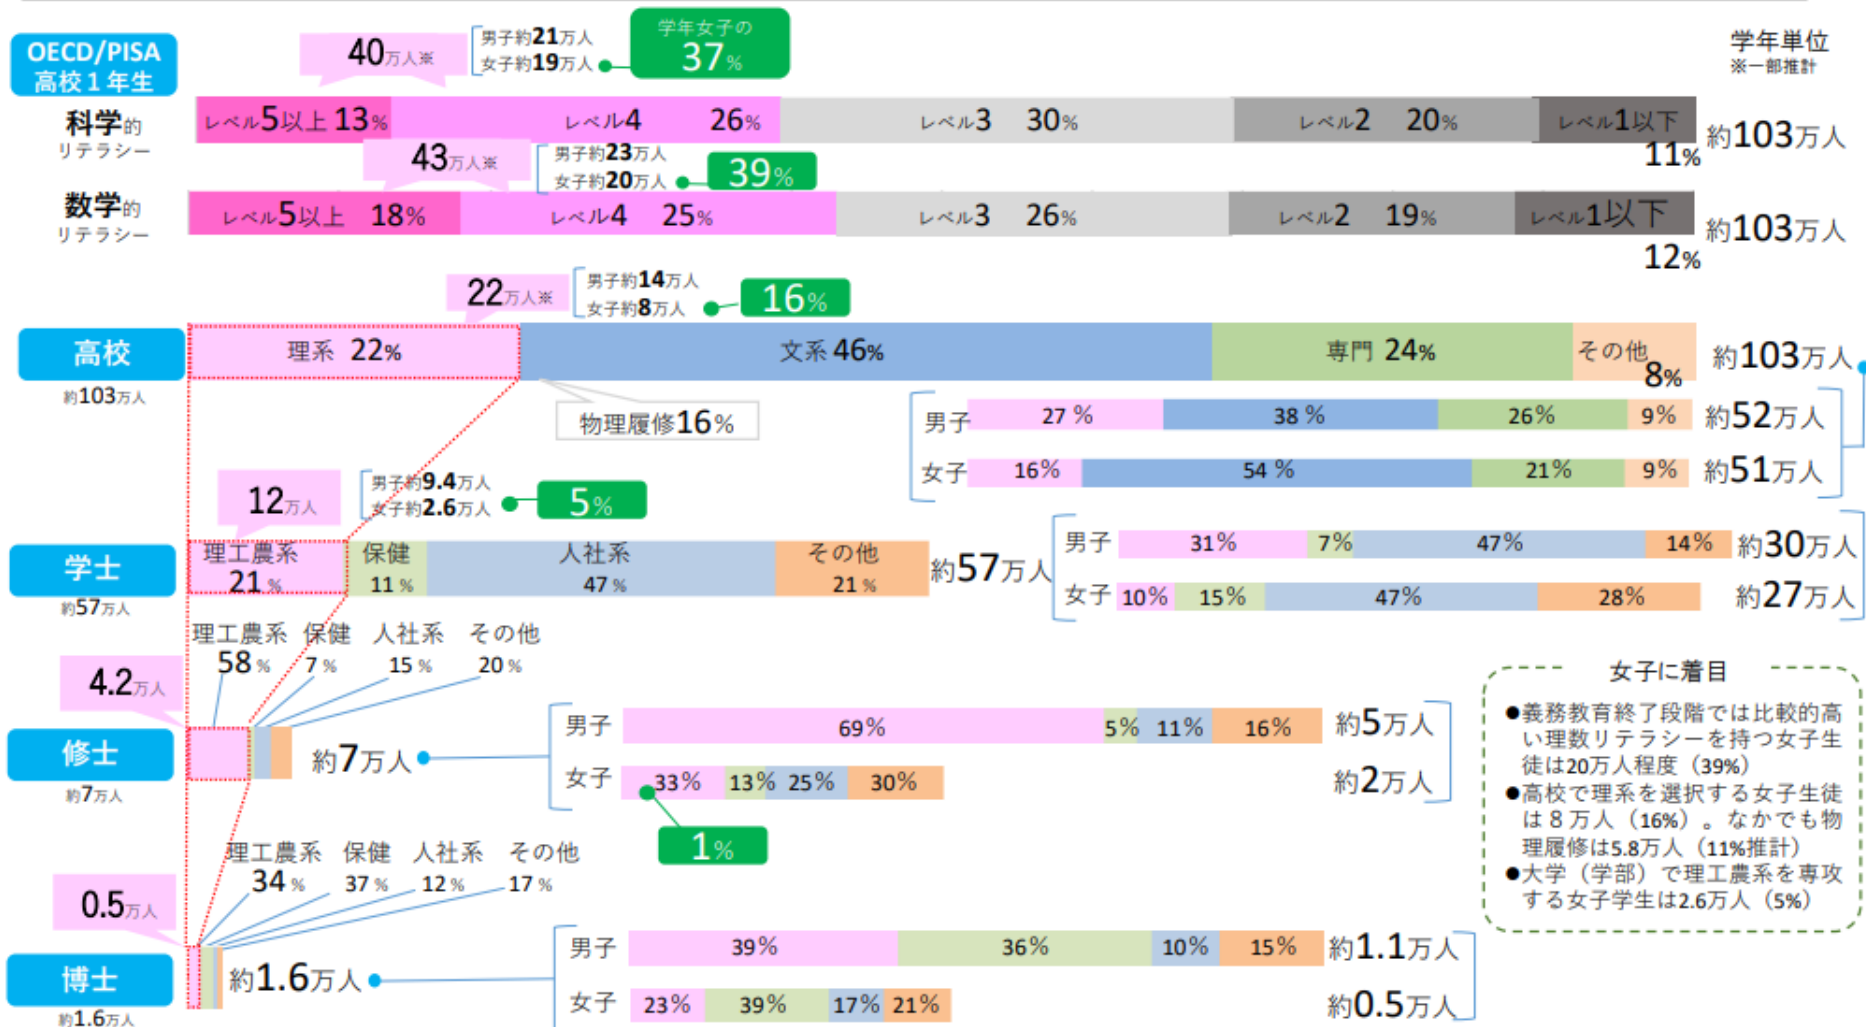 OECD/PISA
高校１年生
40万人※
男子約21万人
女子約19万人
学年女子の
37%
学年単位
※一部推計
科学的
リテラシー
レベル5以上 13%
レベル4 26%
レベル3 30%
レベル2 20%
レベル1以下
11%
約103万人
43万人※
男子約23万人
女子約20万人
39%
数学的
リテラシー
レベル5以上 18%
レベル4 25%
レベル3 26%
レベル2 19%
レベル1以下
12%
約103万人
22万人※
男子約14万人
女子約8万人
16%
高校
約103万人
理系 22%
文系 46%
専門 24%
その他
8%
約103万人
物理履修16%
男子 27% 38% 26% 9% 約52万人
女子 16% 54% 21% 9% 約51万人
12万人
男子約9.4万人
女子約2.6万人
5%
学士
約57万人
理工農系
21%
保健
11%
人社系
47%
その他
21%
約57万人
男子 31% 7% 47% 14% 約30万人
女子 10% 15% 47% 28% 約27万人
理工農系 保健 人社系 その他
58% 7% 15% 20%
4.2万人
修士
約7万人
約7万人
男子 69% 5% 11% 16% 約5万人
女子 33% 13% 25% 30% 約2万人
1%
理工農系 保健 人社系 その他
34% 37% 12% 17%
0.5万人
博士
約1.6万人
約1.6万人
男子 39% 36% 10% 15% 約1.1万人
女子 23% 39% 17% 21% 約0.5万人
女子に着目
●義務教育終了段階では比較的高
い理数リテラシーを持つ女子生
徒は20万人程度（39%）
●高校で理系を選択する女子生徒
は８万人（16%）。なかでも物
理履修は5.8万人（11%推計）
●大学（学部）で理工農系を専攻
する女子学生は2.6万人（5%）